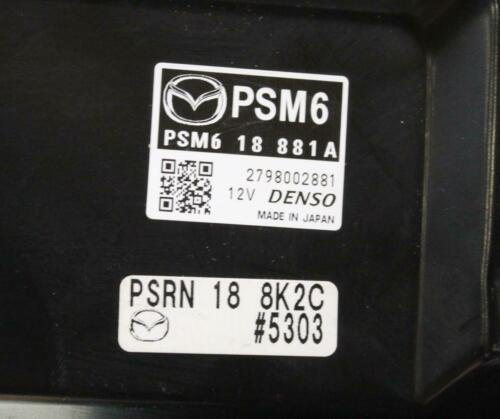 PSM6
PSM6 18 881A
2798002881
12V DENSO
MADE IN JAPAN
PSRN 18 8K2C
#5303